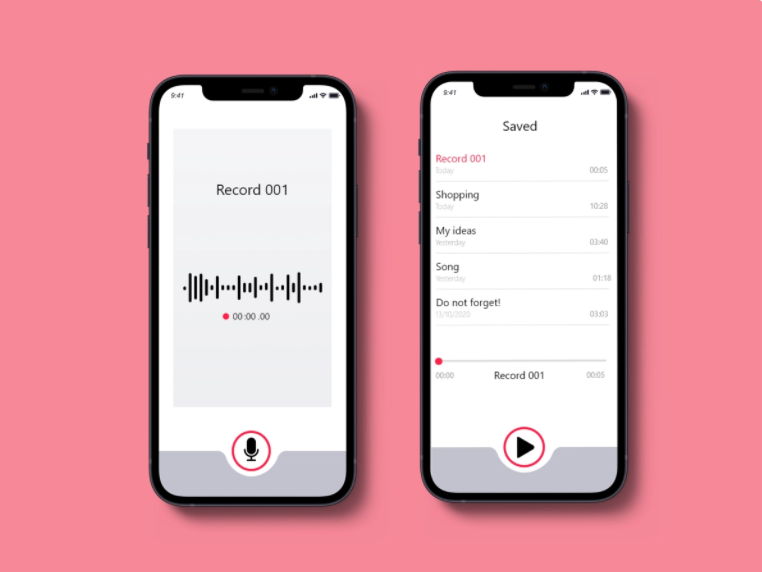 9:41
Record 001
00:00 .00
9:41
Saved
Record 001
Today 00:05
Shopping
Today 10:28
My ideas
Yesterday 03:40
Song
Yesterday 01:18
Do not forget!
13/10/2020 03:03
00:00 Record 001 00:05